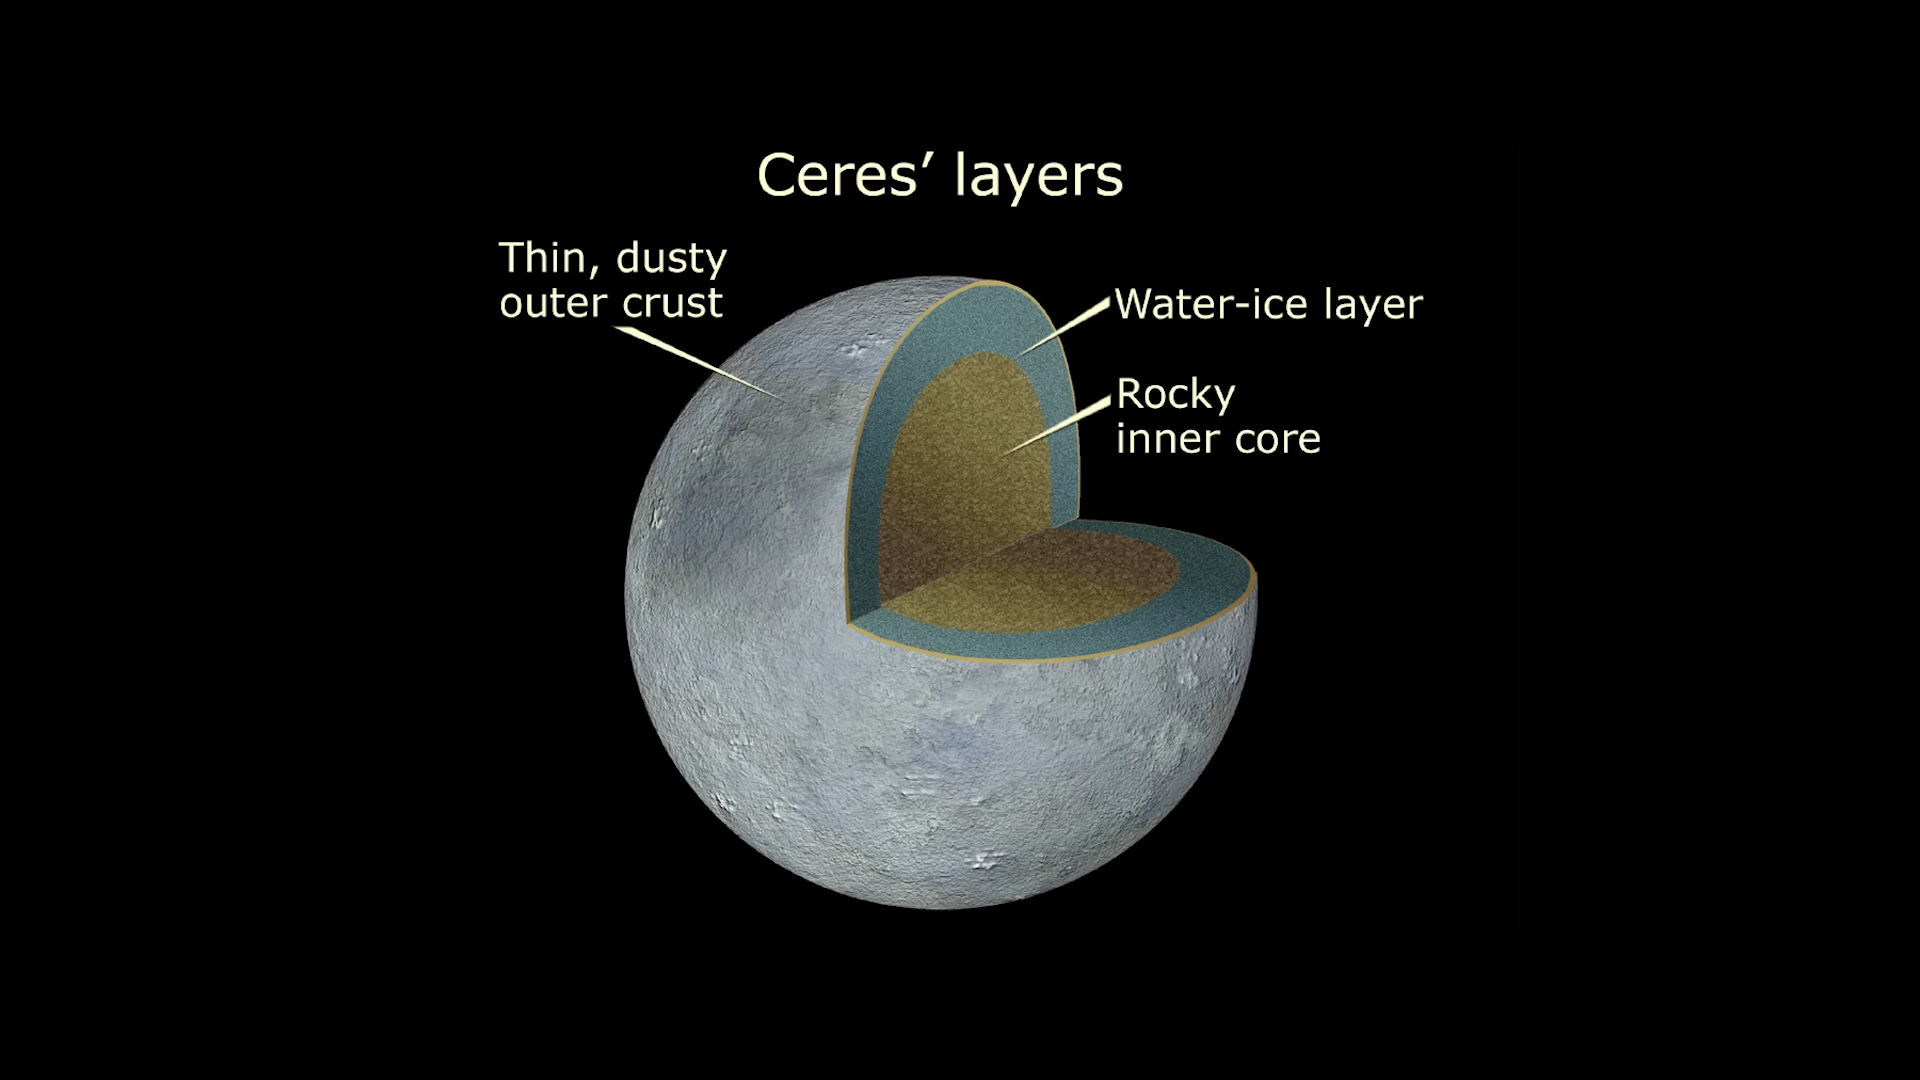 Ceres’ layers
Thin, dusty
outer crust
Water-ice layer
Rocky
inner core